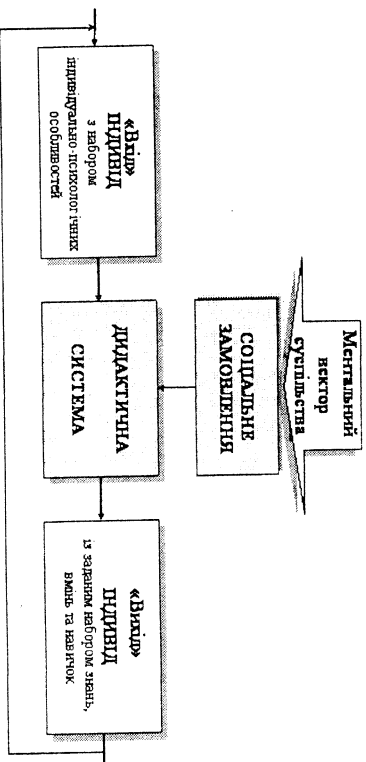 Ментальний
вектор
суспільства
СОЦІАЛЬНЕ
ЗАМОВЛЕННЯ
«Вхід»
ІНДИВІД
з набором
індивідуально-психологічних
особливостей
ДИДАКТИЧНА
СИСТЕМА
«Вихід»
ІНДИВІД
із заданим набором знань,
вмінь та навичок